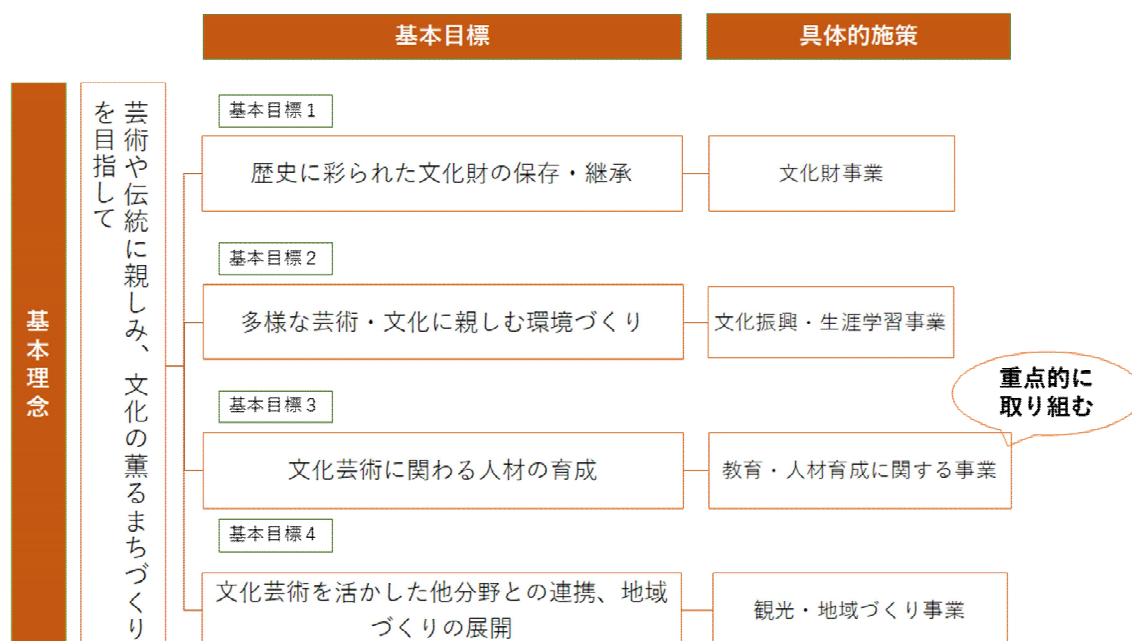 基本目標
具体的施策
基本理念
芸術や伝統に親しみ、文化の薫るまちづくり
を目指して
基本目標1
歴史に彩られた文化財の保存・継承
文化財事業
基本目標2
多様な芸術・文化に親しむ環境づくり
文化振興・生涯学習事業
重点的に
取り組む
基本目標3
文化芸術に関わる人材の育成
教育・人材育成に関する事業
基本目標4
文化芸術を活かした他分野との連携、地域
づくりの展開
観光・地域づくり事業